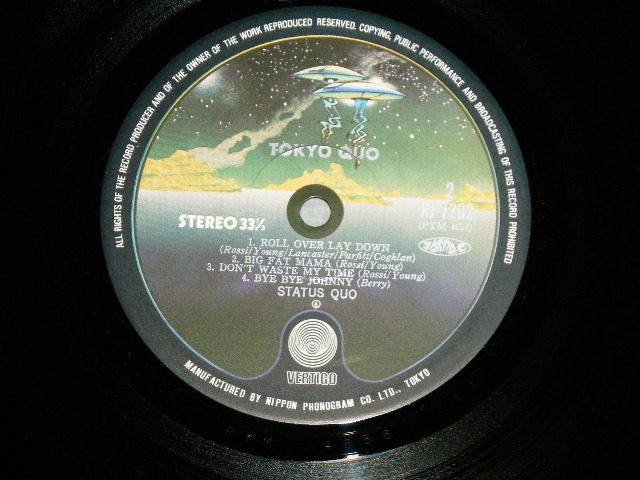 ALL RIGHTS OF THE RECORD PRODUCER AND OF THE OWNER OF THE WORK REPRODUCED RESERVED. COPYING, PUBLIC PERFORMANCE AND BROADCASTING OF THIS RECORD PROHIBITED
TOKYO QUO
2
RJ-7202
(PYM 4656)
STEREO 33⅓
JASRAC
1. ROLL OVER LAY DOWN
(Rossi/Young/Lancaster/Parfitt/Coghlan)
2. BIG FAT MAMA (Rossi/Young)
3. DON'T WASTE MY TIME (Rossi/Young)
4. BYE BYE JOHNNY (Berry)
STATUS QUO
④
VERTIGO
MANUFACTURED BY NIPPON PHONOGRAM CO. LTD., TOKYO